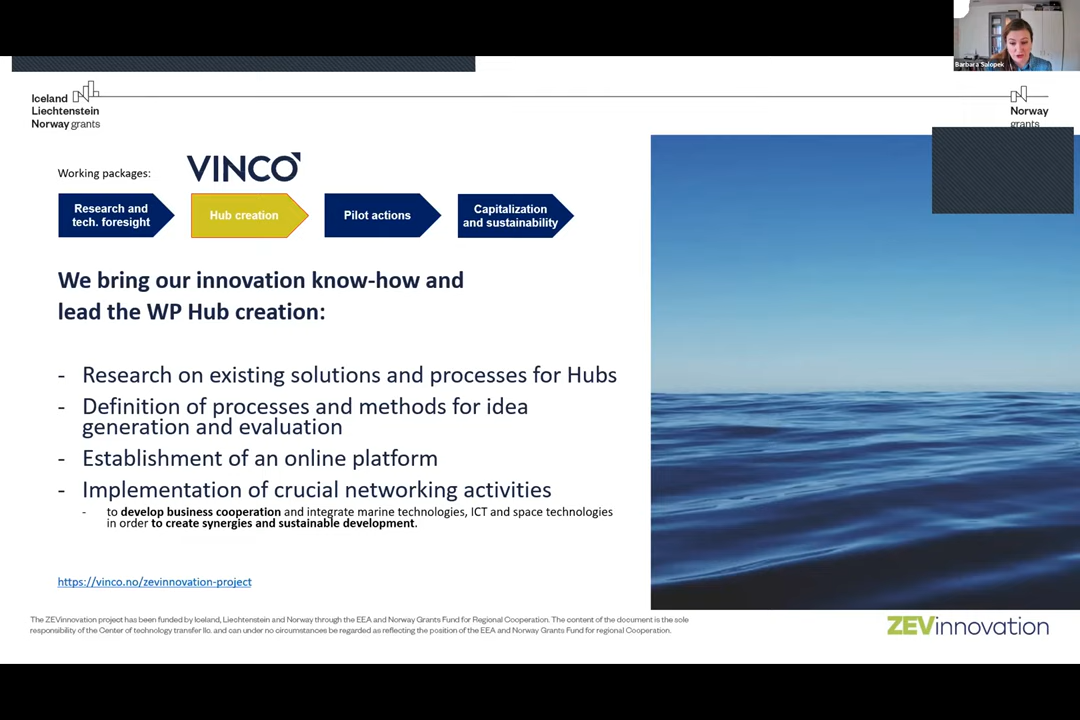 Barbara Salopek
Iceland
Liechtenstein
Norway grants
Norway
grants
Working packages:
VINCO
Research and
tech. foresight
Hub creation
Pilot actions
Capitalization
and sustainability
We bring our innovation know-how and
lead the WP Hub creation:
- Research on existing solutions and processes for Hubs
- Definition of processes and methods for idea
generation and evaluation
- Establishment of an online platform
- Implementation of crucial networking activities
- to develop business cooperation and integrate marine technologies, ICT and space technologies
in order to create synergies and sustainable development.
https://vinco.no/zevinnovation-project
The ZEVinnovation project has been funded by Iceland, Liechtenstein and Norway through the EEA and Norway Grants Fund for Regional Cooperation. The content of the document is the sole
responsibility of the Center of technology transfer llo. and can under no circumstances be regarded as reflecting the position of the EEA and Norway Grants Fund for regional Cooperation.
ZEVinnovation